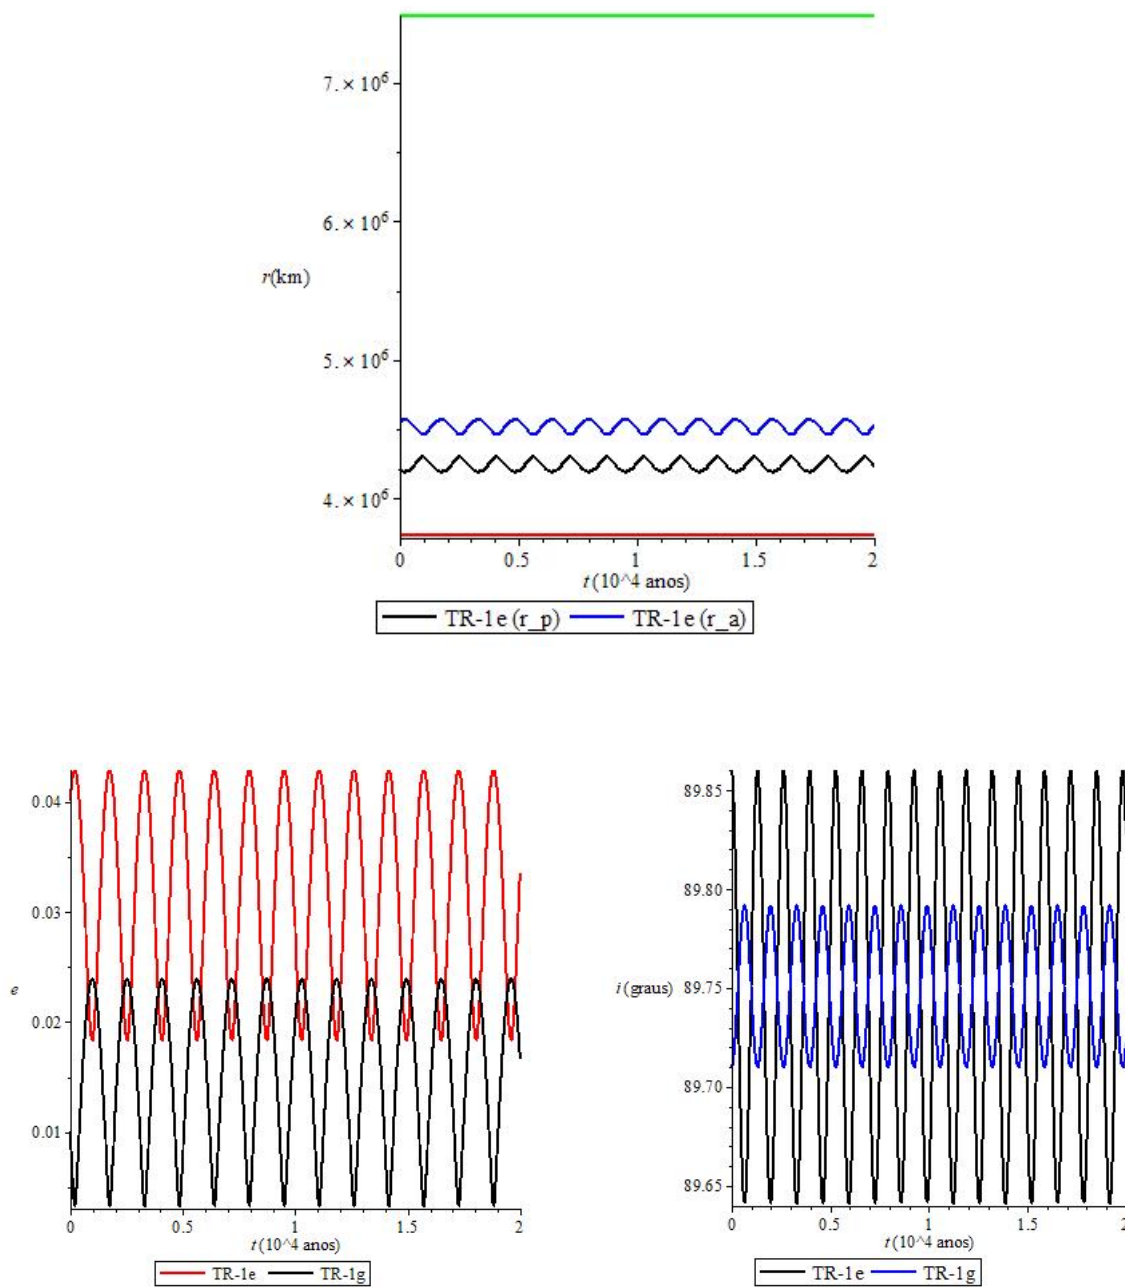 7. × 10^6
6. × 10^6
r(km)
5. × 10^6
4. × 10^6
0 0.5 1 1.5 2
t (10^4 anos)
TR-1e (r_p) TR-1e (r_a)
0.04
0.03
e
0.02
0.01
0 0.5 1 1.5 2
t (10^4 anos)
TR-1e TR-1g
89.85
89.80
i (graus) 89.75
89.70
89.65
0 0.5 1 1.5 2
t (10^4 anos)
TR-1e TR-1g